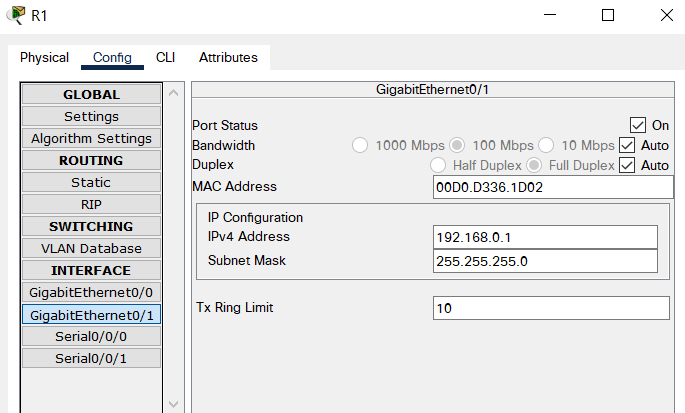 R1
Physical Config CLI Attributes
GLOBAL
Settings
Algorithm Settings
ROUTING
Static
RIP
SWITCHING
VLAN Database
INTERFACE
GigabitEthernet0/0
GigabitEthernet0/1
Serial0/0/0
Serial0/0/1
GigabitEthernet0/1
Port Status On
Bandwidth 1000 Mbps 100 Mbps 10 Mbps Auto
Duplex Half Duplex Full Duplex Auto
MAC Address 00D0.D336.1D02
IP Configuration
IPv4 Address 192.168.0.1
Subnet Mask 255.255.255.0
Tx Ring Limit 10